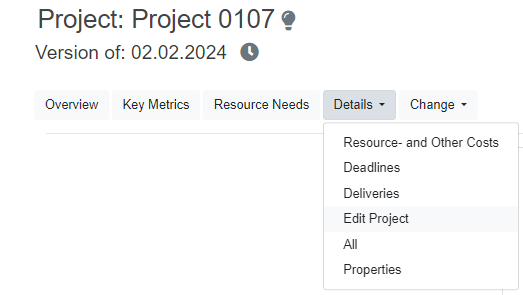 Project: Project 0107
Version of: 02.02.2024
Overview Key Metrics Resource Needs Details Change
Resource- and Other Costs
Deadlines
Deliveries
Edit Project
All
Properties